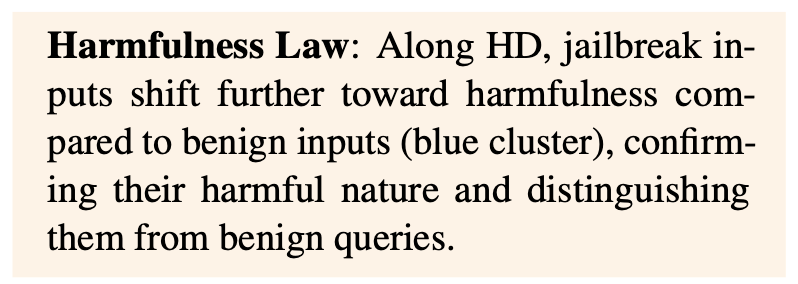 Harmfulness Law: Along HD, jailbreak in-
puts shift further toward harmfulness com-
pared to benign inputs (blue cluster), confirm-
ing their harmful nature and distinguishing
them from benign queries.